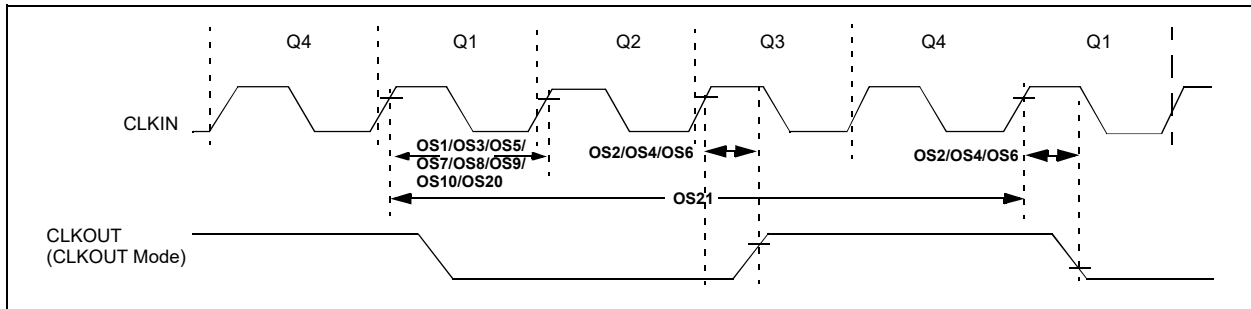 Q4 Q1 Q2 Q3 Q4 Q1
CLKIN
OS1/OS3/OS5/
OS7/OS8/OS9/
OS10/OS20
OS2/OS4/OS6
OS2/OS4/OS6
OS21
CLKOUT
(CLKOUT Mode)